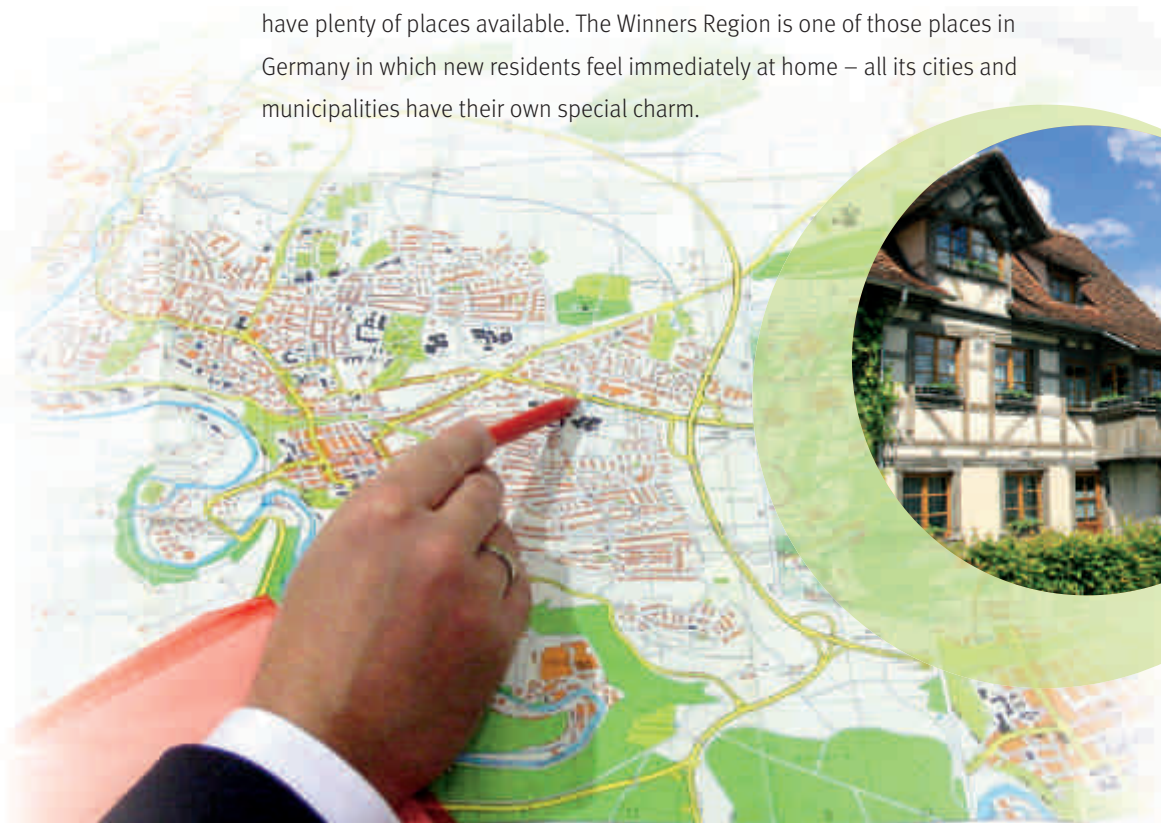 have plenty of places available. The Winners Region is one of those places in
Germany in which new residents feel immediately at home – all its cities and
municipalities have their own special charm.